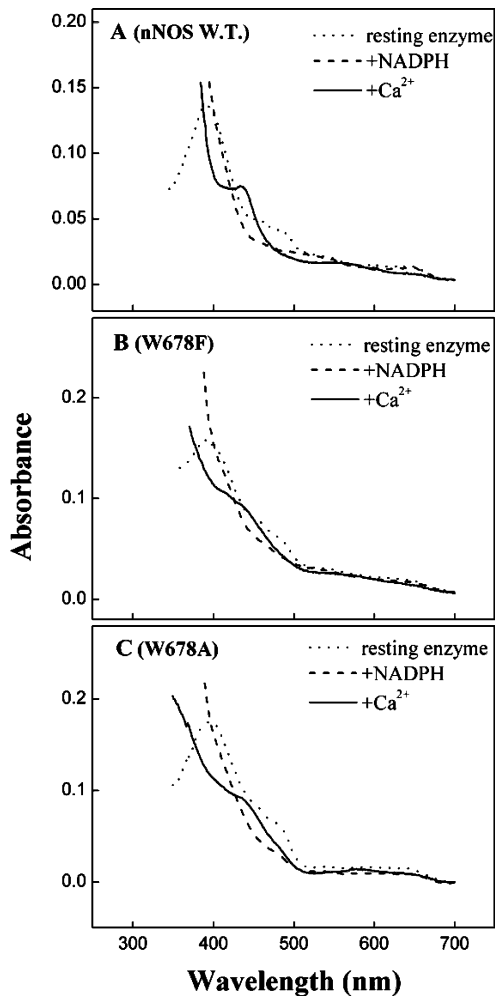 A (nNOS W.T.)
resting enzyme
+NADPH
+Ca²⁺
0.20
0.15
0.10
0.05
0.00
B (W678F)
resting enzyme
+NADPH
+Ca²⁺
0.2
0.1
0.0
C (W678A)
resting enzyme
+NADPH
+Ca²⁺
0.2
0.1
0.0
300 400 500 600 700
Absorbance
Wavelength (nm)